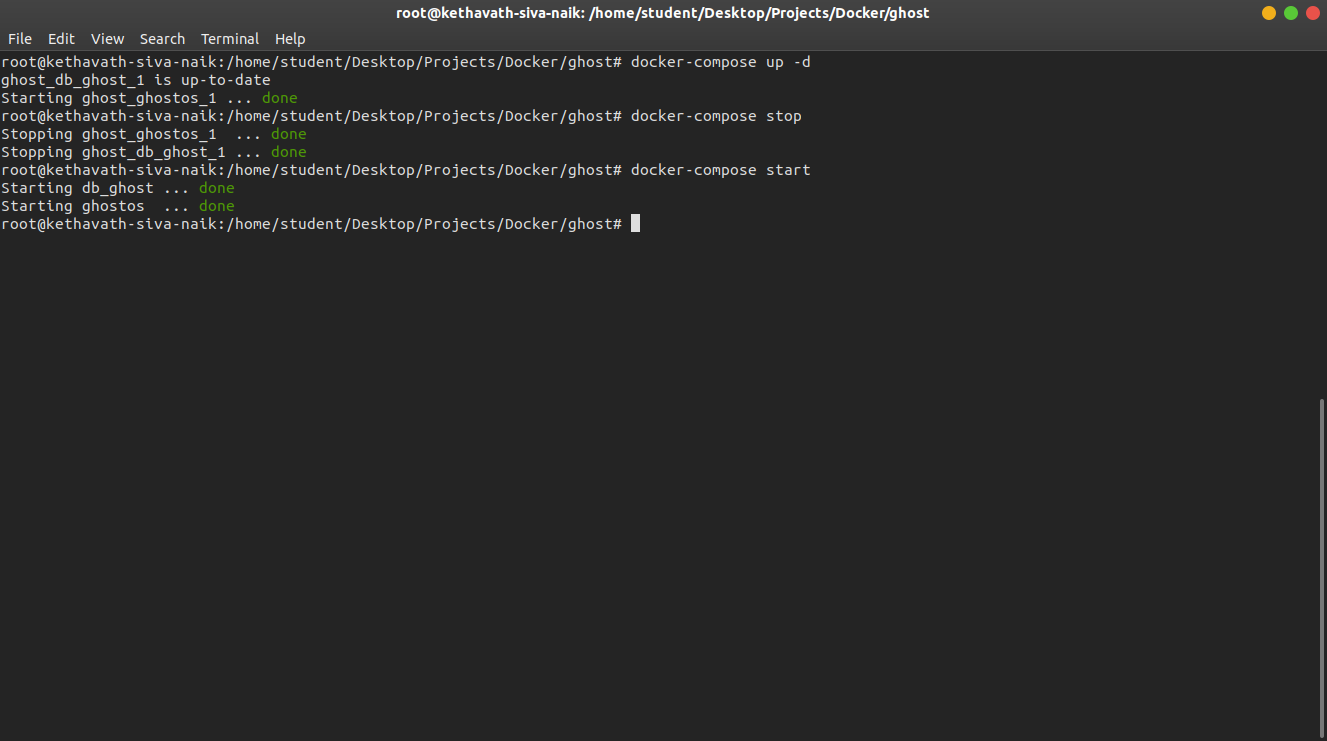 root@kethavath-siva-naik: /home/student/Desktop/Projects/Docker/ghost
File Edit View Search Terminal Help
root@kethavath-siva-naik:/home/student/Desktop/Projects/Docker/ghost# docker-compose up -d
ghost_db_ghost_1 is up-to-date
Starting ghost_ghostos_1 ... done
root@kethavath-siva-naik:/home/student/Desktop/Projects/Docker/ghost# docker-compose stop
Stopping ghost_ghostos_1  ... done
Stopping ghost_db_ghost_1 ... done
root@kethavath-siva-naik:/home/student/Desktop/Projects/Docker/ghost# docker-compose start
Starting db_ghost ... done
Starting ghostos  ... done
root@kethavath-siva-naik:/home/student/Desktop/Projects/Docker/ghost#